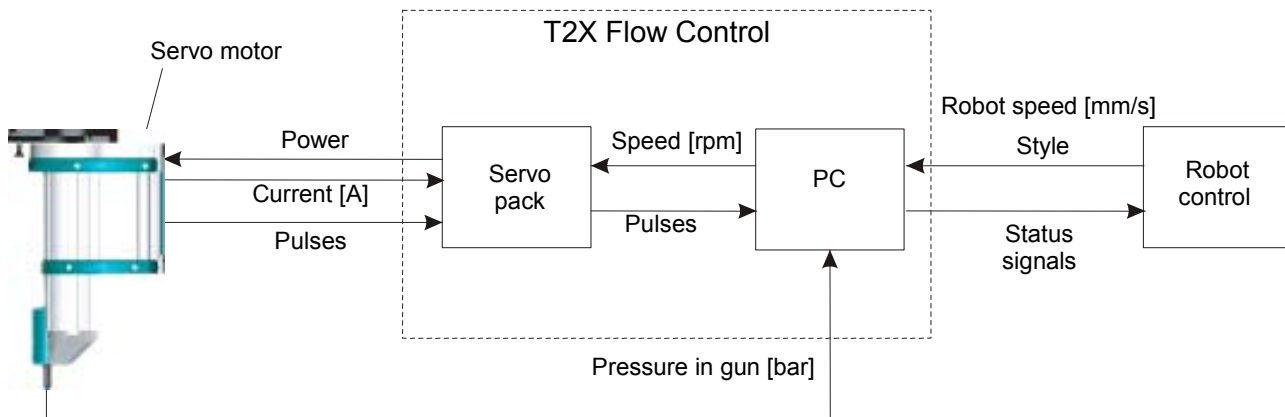 T2X Flow Control
Servo motor
Robot speed [mm/s]
Power
Speed [rpm]
Style
Servo
pack
PC
Robot
control
Current [A]
Pulses
Pulses
Status
signals
Pressure in gun [bar]